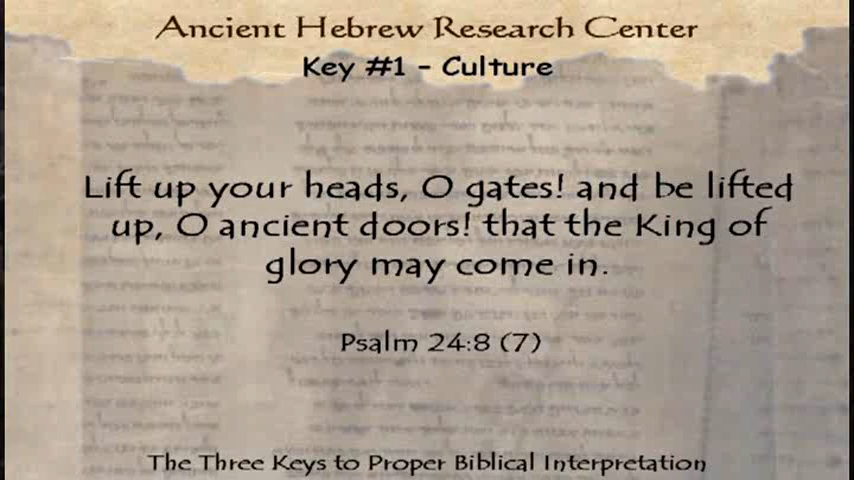 Ancient Hebrew Research Center
Key #1 - Culture
Lift up your heads, O gates! and be lifted
up, O ancient doors! that the King of
glory may come in.
Psalm 24:8 (7)
The Three Keys to Proper Biblical Interpretation